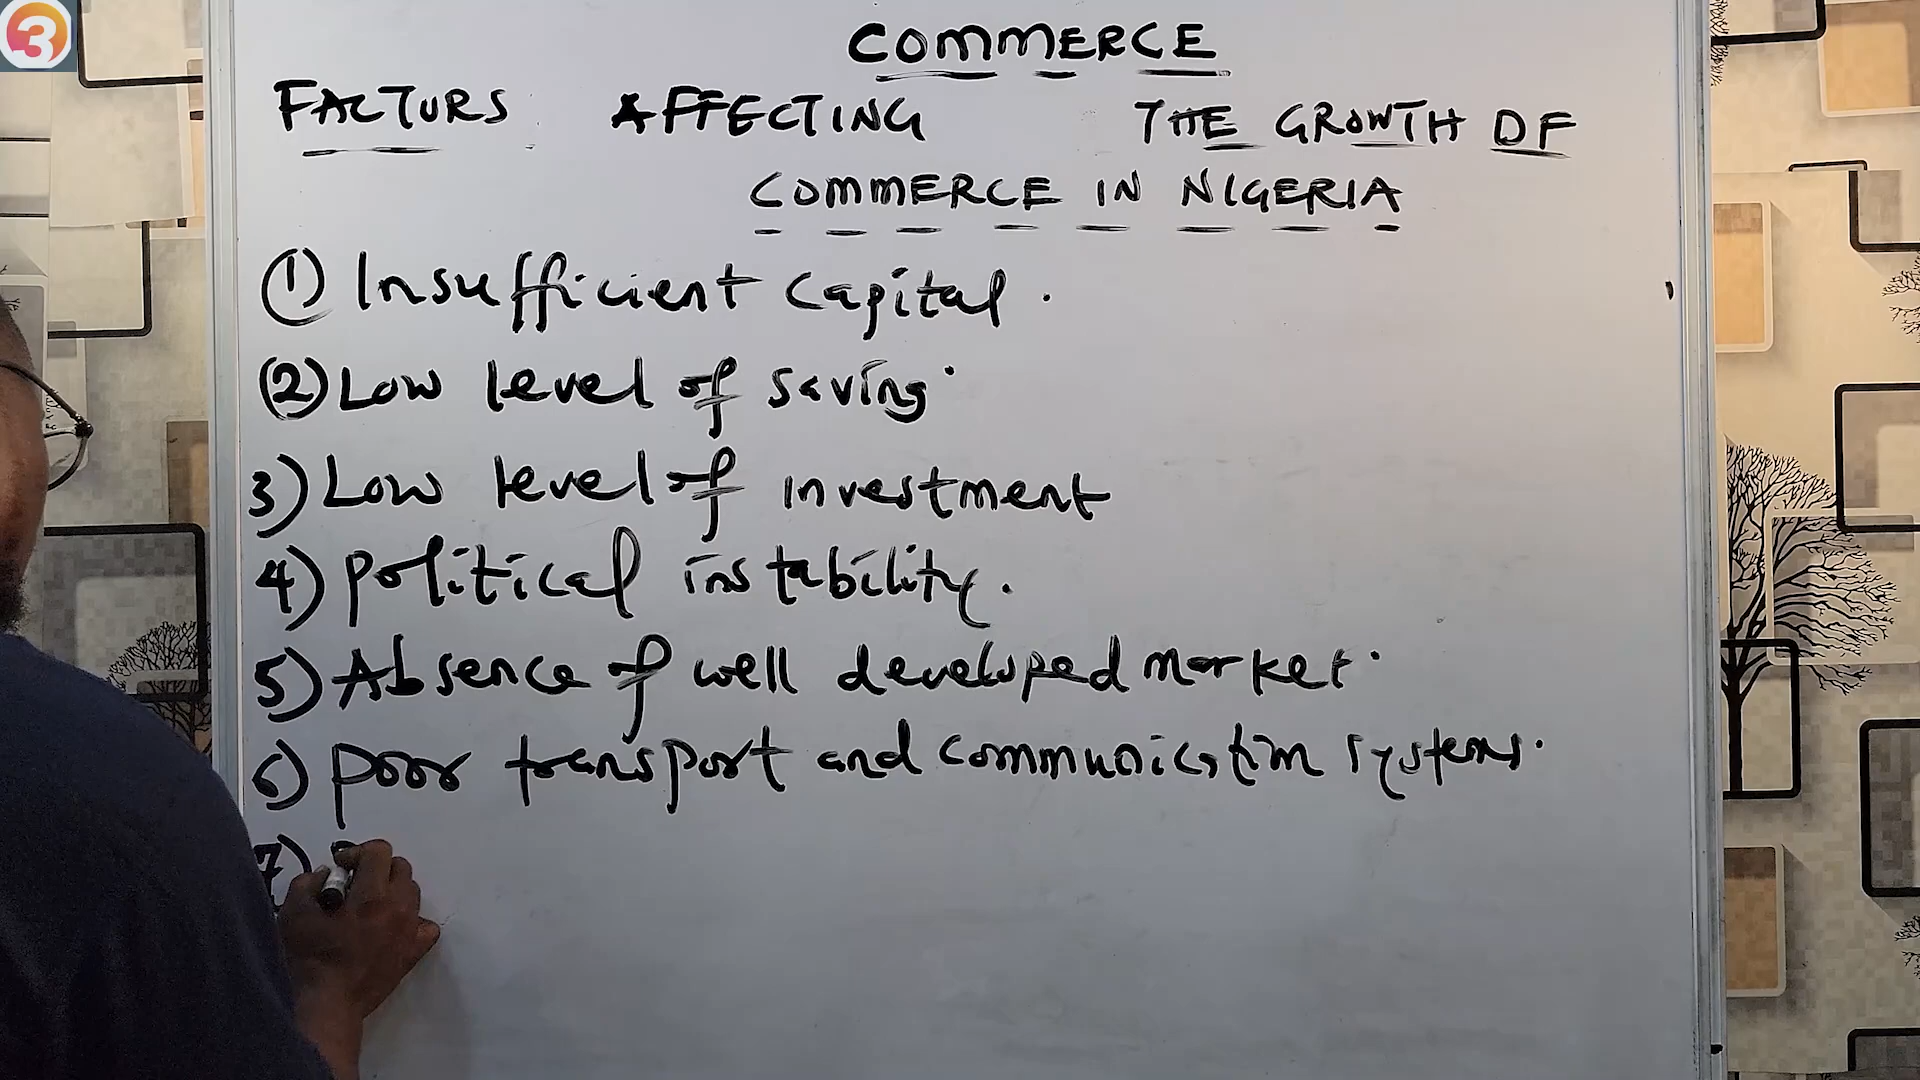 3
COMMERCE
FACTORS AFFECTING THE GROWTH OF
COMMERCE IN NIGERIA
① Insufficient Capital.
(2) Low level of saving.
3) Low level of investment
4) Political instability.
5) Absence of well developed market.
6) poor transport and communication systems.
7)